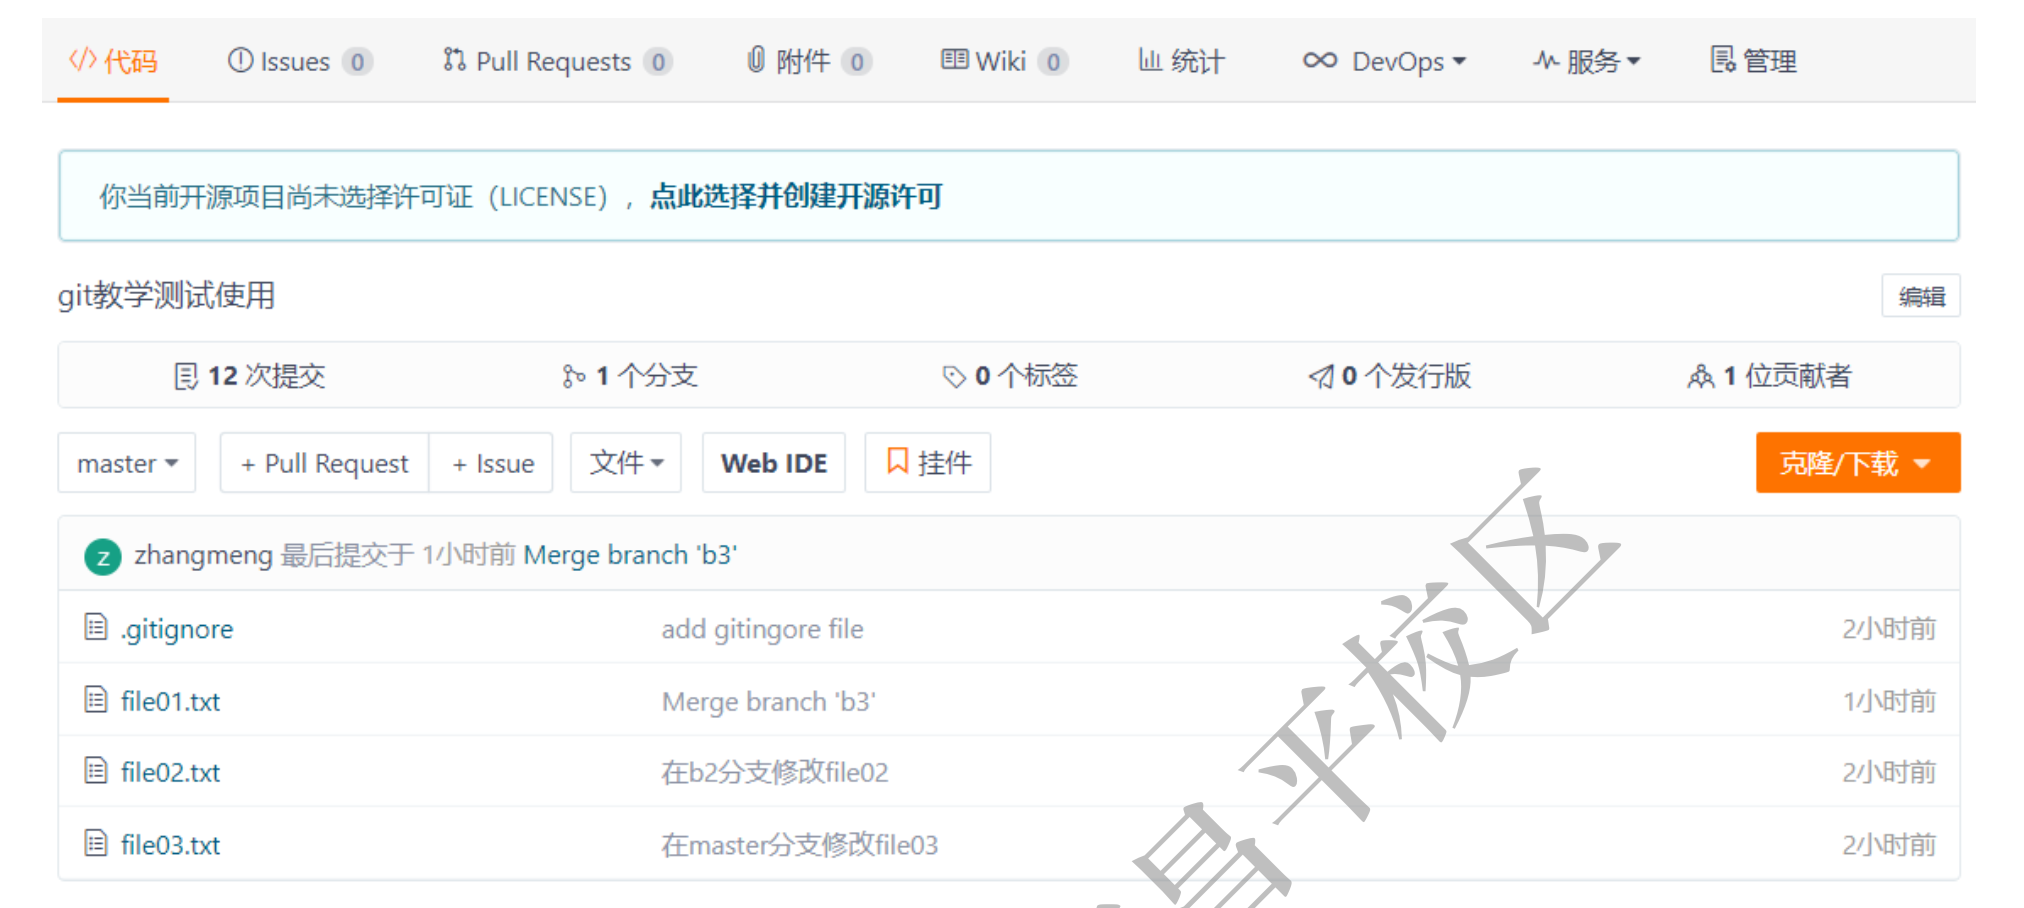 代码 Issues 0 Pull Requests 0 附件 0 Wiki 0 统计 DevOps 服务 管理
你当前开源项目尚未选择许可证（LICENSE），点此选择并创建开源许可
git教学测试使用 编辑
12 次提交 1 个分支 0 个标签 0 个发行版 1 位贡献者
master + Pull Request + Issue 文件 Web IDE 挂件 克隆/下载
z zhangmeng 最后提交于 1小时前 Merge branch 'b3'
.gitignore add gitingore file 2小时前
file01.txt Merge branch 'b3' 1小时前
file02.txt 在b2分支修改file02 2小时前
file03.txt 在master分支修改file03 2小时前
昌平校区